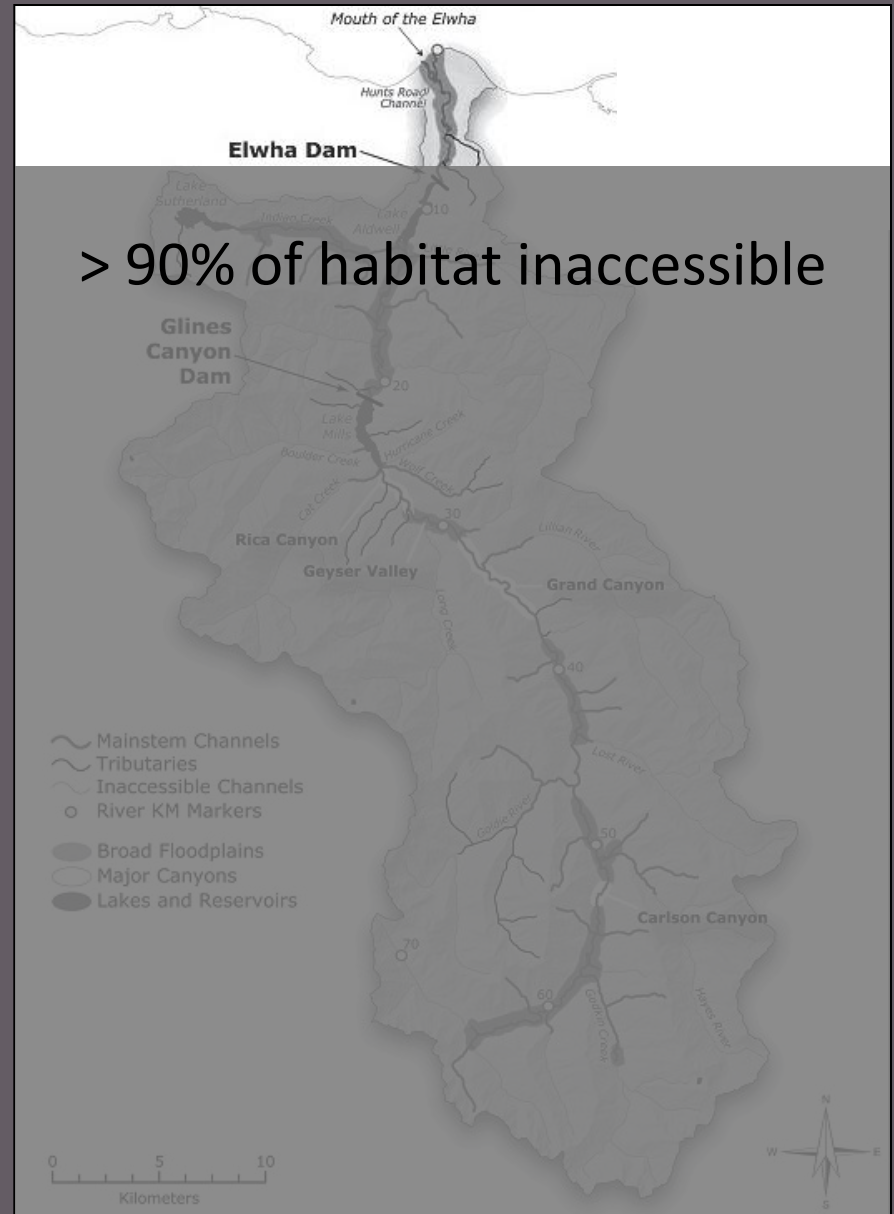 Mouth of the Elwha
Hunts Road
Channel
Elwha Dam
Lake
Sutherland
Indian Creek
Lake
Aldwell
10
> 90% of habitat inaccessible
Glines
Canyon
Dam
20
Lake
Mills
Hurricane Creek
Boulder Creek
Wolf Creek
Cat Creek
30
Lillian River
Rica Canyon
Geyser Valley
Grand Canyon
Long Creek
40
Mainstem Channels
Tributaries
Inaccessible Channels
River KM Markers
Lost River
Goldie River
50
Broad Floodplains
Major Canyons
Lakes and Reservoirs
Carlson Canyon
70
60
Godkin Creek
Hayes River
N
W
E
S
0 5 10
Kilometers